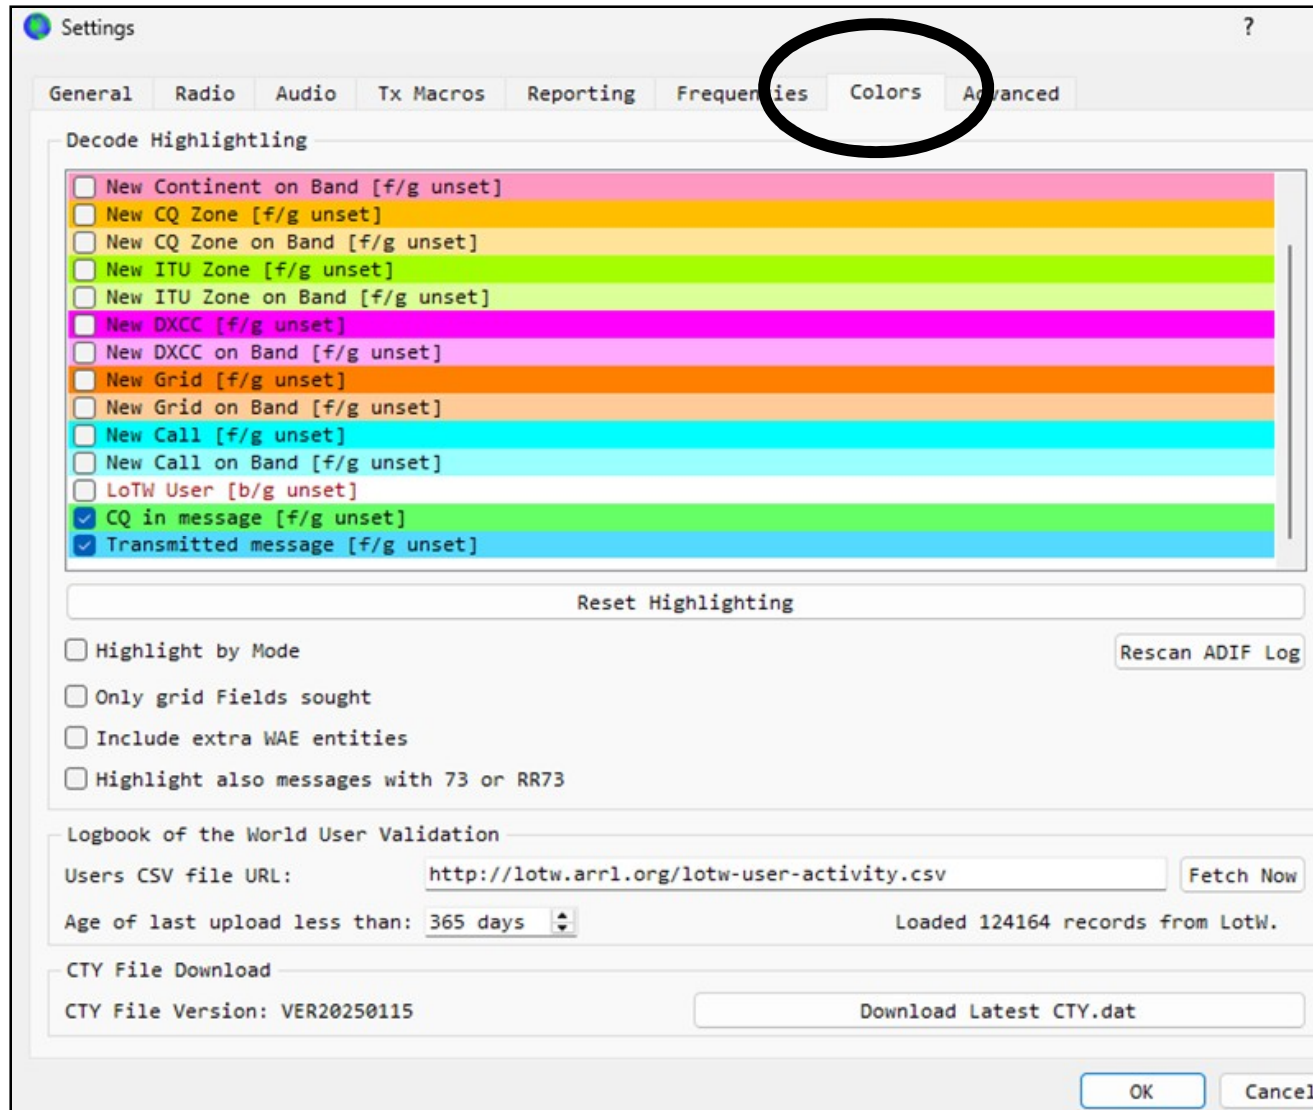 Settings ?
General Radio Audio Tx Macros Reporting Frequencies Colors Advanced
Decode Highlightling
New Continent on Band [f/g unset]
New CQ Zone [f/g unset]
New CQ Zone on Band [f/g unset]
New ITU Zone [f/g unset]
New ITU Zone on Band [f/g unset]
New DXCC [f/g unset]
New DXCC on Band [f/g unset]
New Grid [f/g unset]
New Grid on Band [f/g unset]
New Call [f/g unset]
New Call on Band [f/g unset]
LoTW User [b/g unset]
CQ in message [f/g unset]
Transmitted message [f/g unset]
Reset Highlighting
Highlight by Mode Rescan ADIF Log
Only grid Fields sought
Include extra WAE entities
Highlight also messages with 73 or RR73
Logbook of the World User Validation
Users CSV file URL: http://lotw.arrl.org/lotw-user-activity.csv Fetch Now
Age of last upload less than: 365 days Loaded 124164 records from LotW.
CTY File Download
CTY File Version: VER20250115 Download Latest CTY.dat
OK Cancel